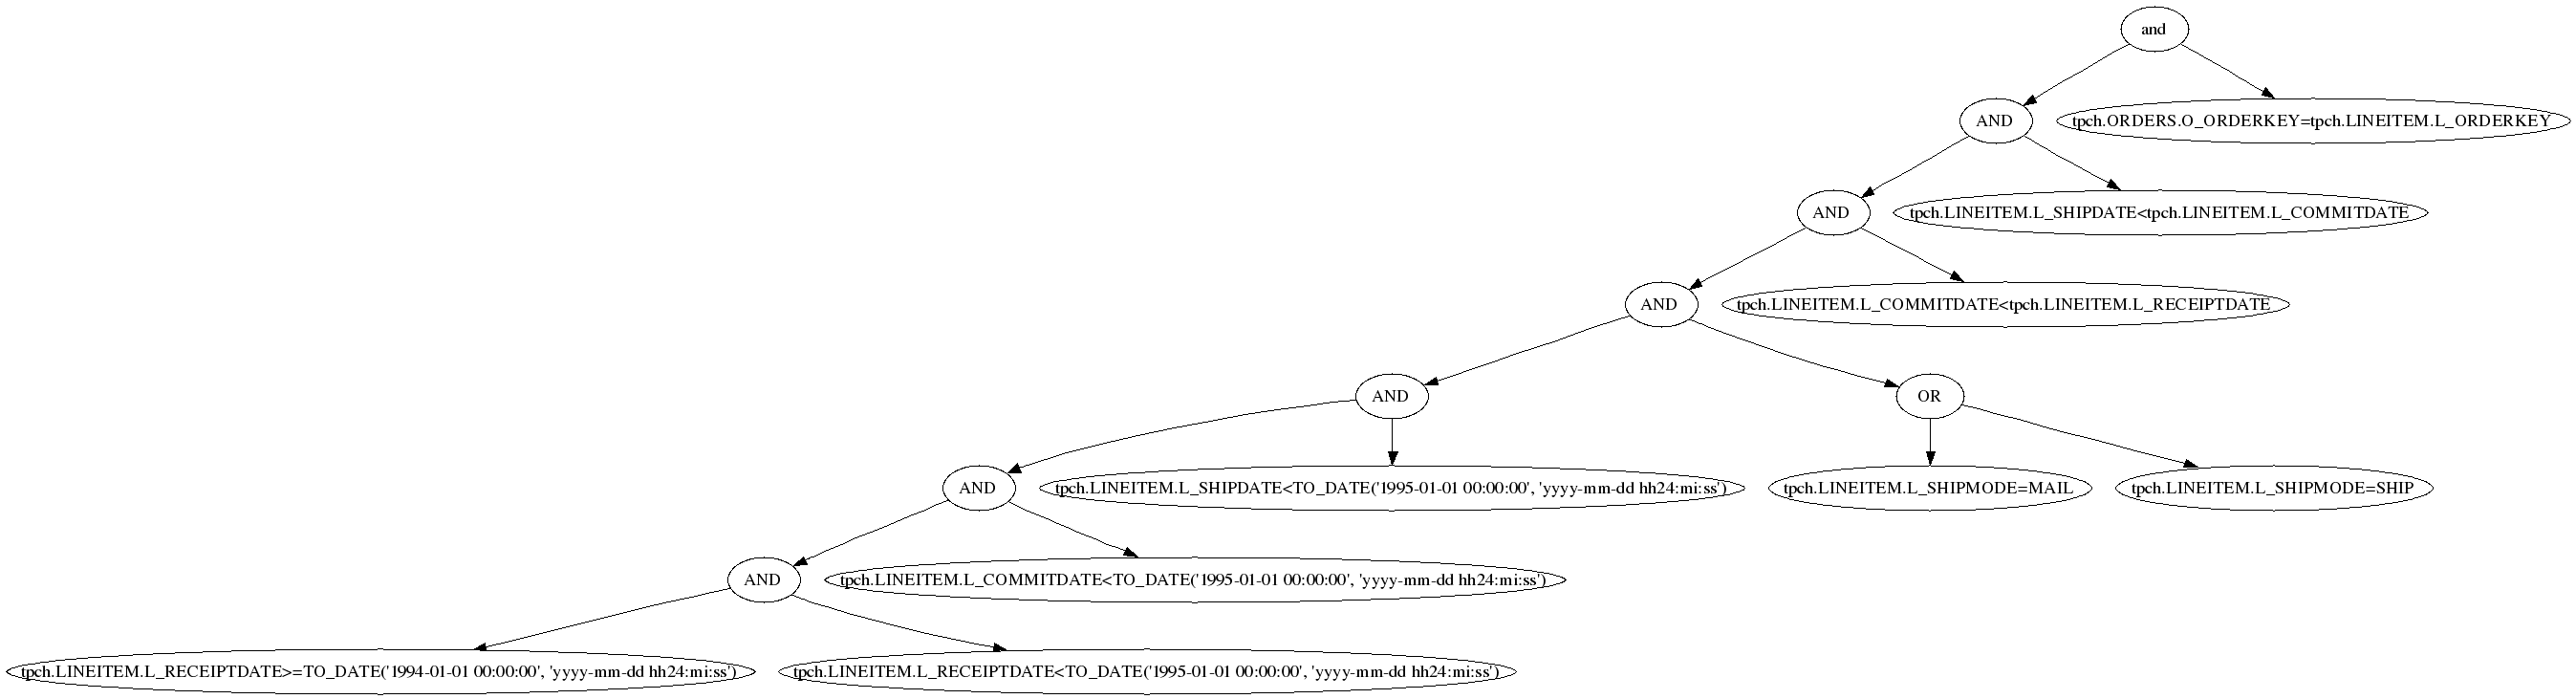 and
AND
tpch.ORDERS.O_ORDERKEY=tpch.LINEITEM.L_ORDERKEY
AND
tpch.LINEITEM.L_SHIPDATE<tpch.LINEITEM.L_COMMITDATE
AND
tpch.LINEITEM.L_COMMITDATE<tpch.LINEITEM.L_RECEIPTDATE
AND
OR
AND
tpch.LINEITEM.L_SHIPDATE<TO_DATE('1995-01-01 00:00:00', 'yyyy-mm-dd hh24:mi:ss')
tpch.LINEITEM.L_SHIPMODE=MAIL
tpch.LINEITEM.L_SHIPMODE=SHIP
AND
tpch.LINEITEM.L_COMMITDATE<TO_DATE('1995-01-01 00:00:00', 'yyyy-mm-dd hh24:mi:ss')
tpch.LINEITEM.L_RECEIPTDATE>=TO_DATE('1994-01-01 00:00:00', 'yyyy-mm-dd hh24:mi:ss')
tpch.LINEITEM.L_RECEIPTDATE<TO_DATE('1995-01-01 00:00:00', 'yyyy-mm-dd hh24:mi:ss')